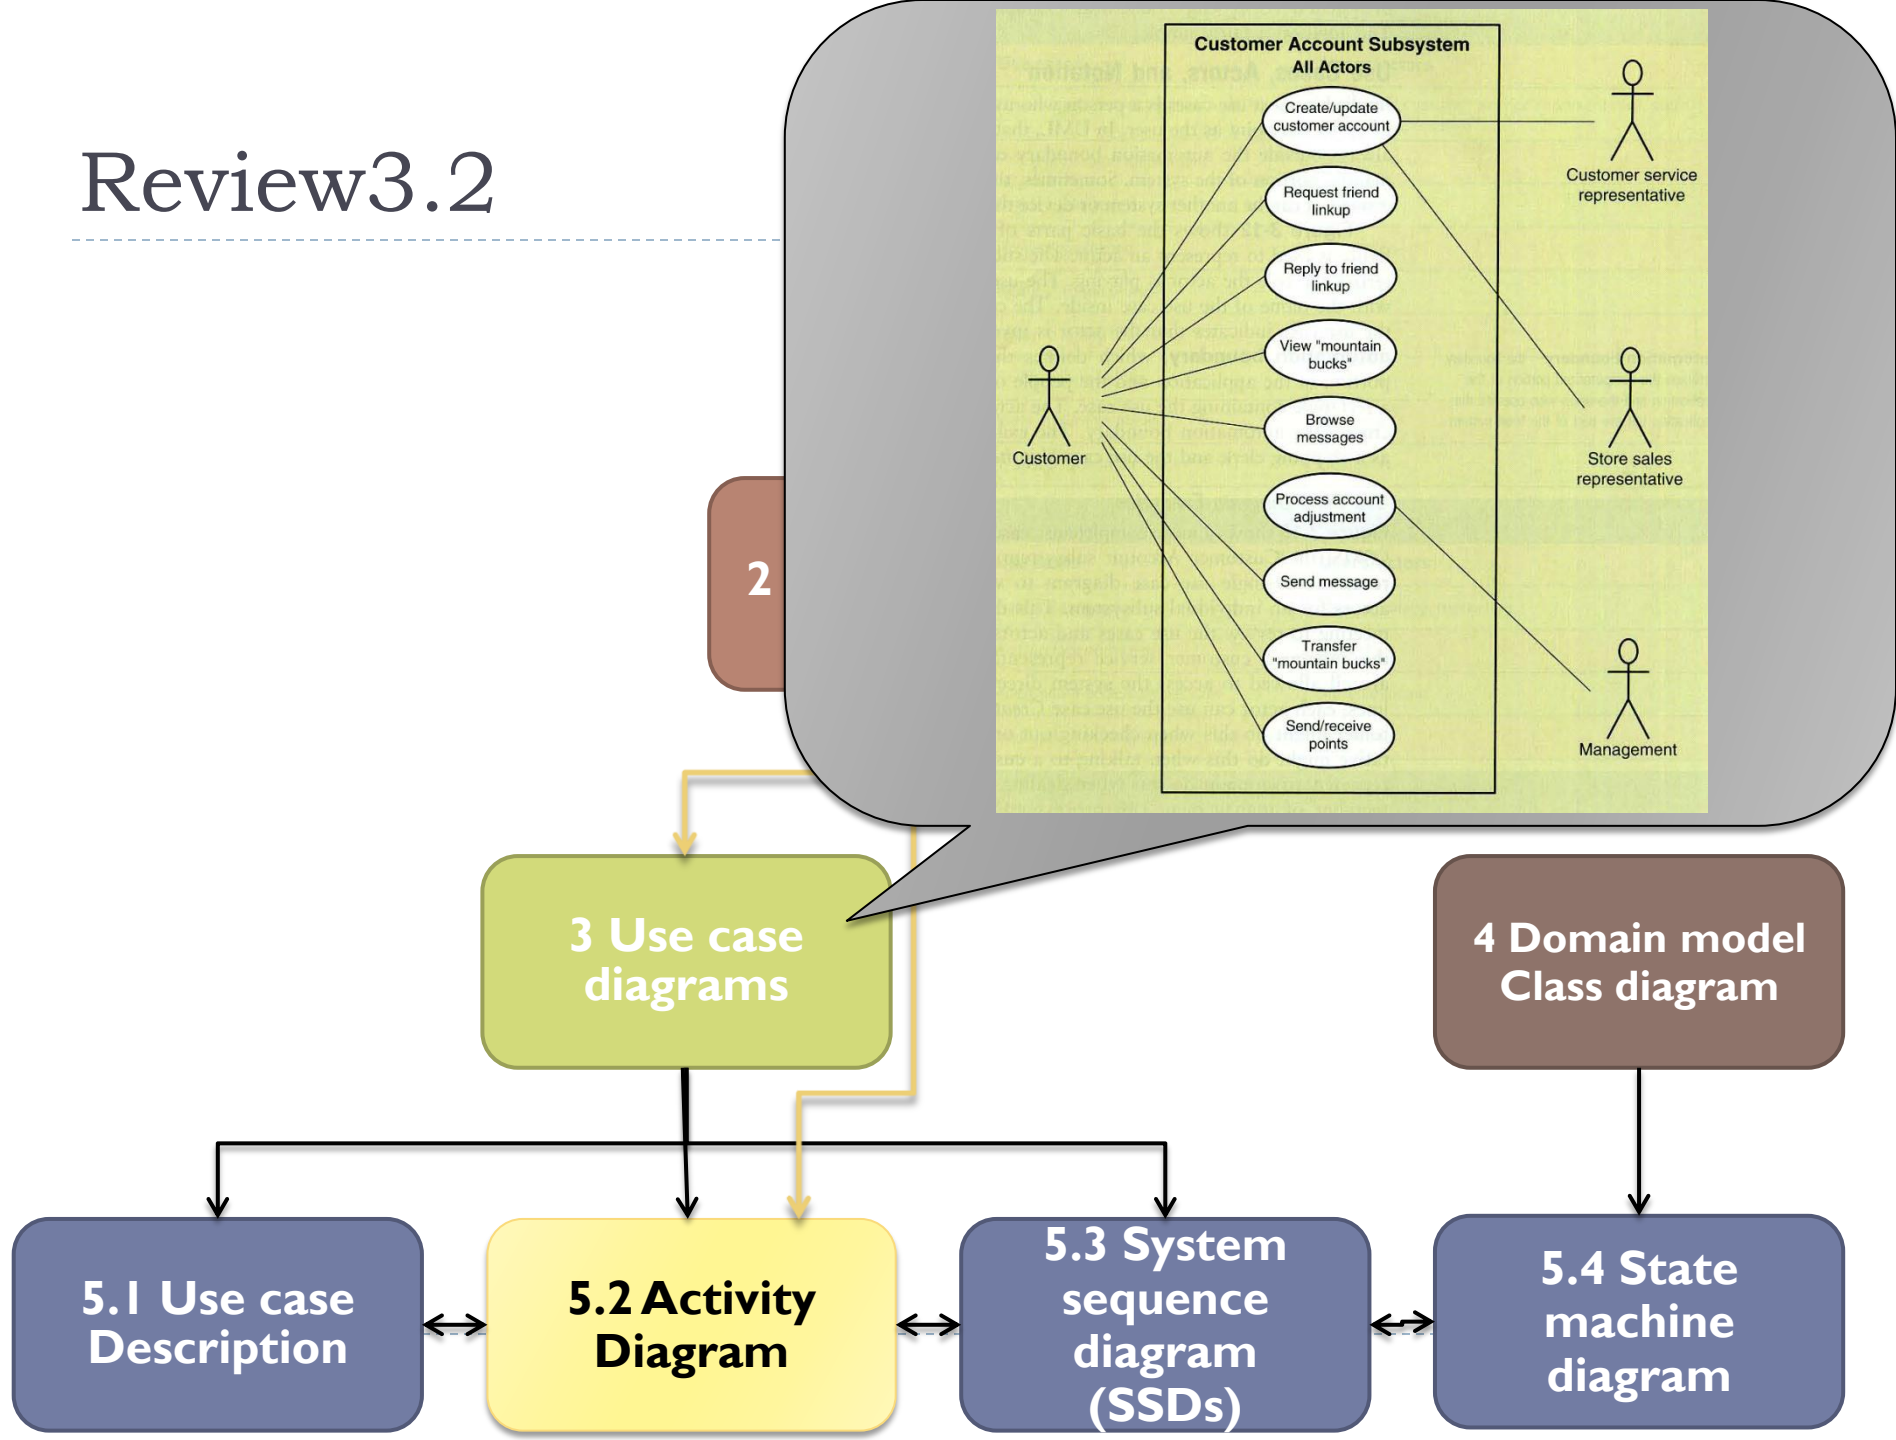 Review3.2
Customer Account Subsystem
All Actors
Create/update
customer account
Request friend
linkup
Reply to friend
linkup
View "mountain
bucks"
Browse
messages
Process account
adjustment
Send message
Transfer
"mountain bucks"
Send/receive
points
Customer
Customer service
representative
Store sales
representative
Management
2
3 Use case
diagrams
4 Domain model
Class diagram
5.1 Use case
Description
5.2 Activity
Diagram
5.3 System
sequence
diagram
(SSDs)
5.4 State
machine
diagram